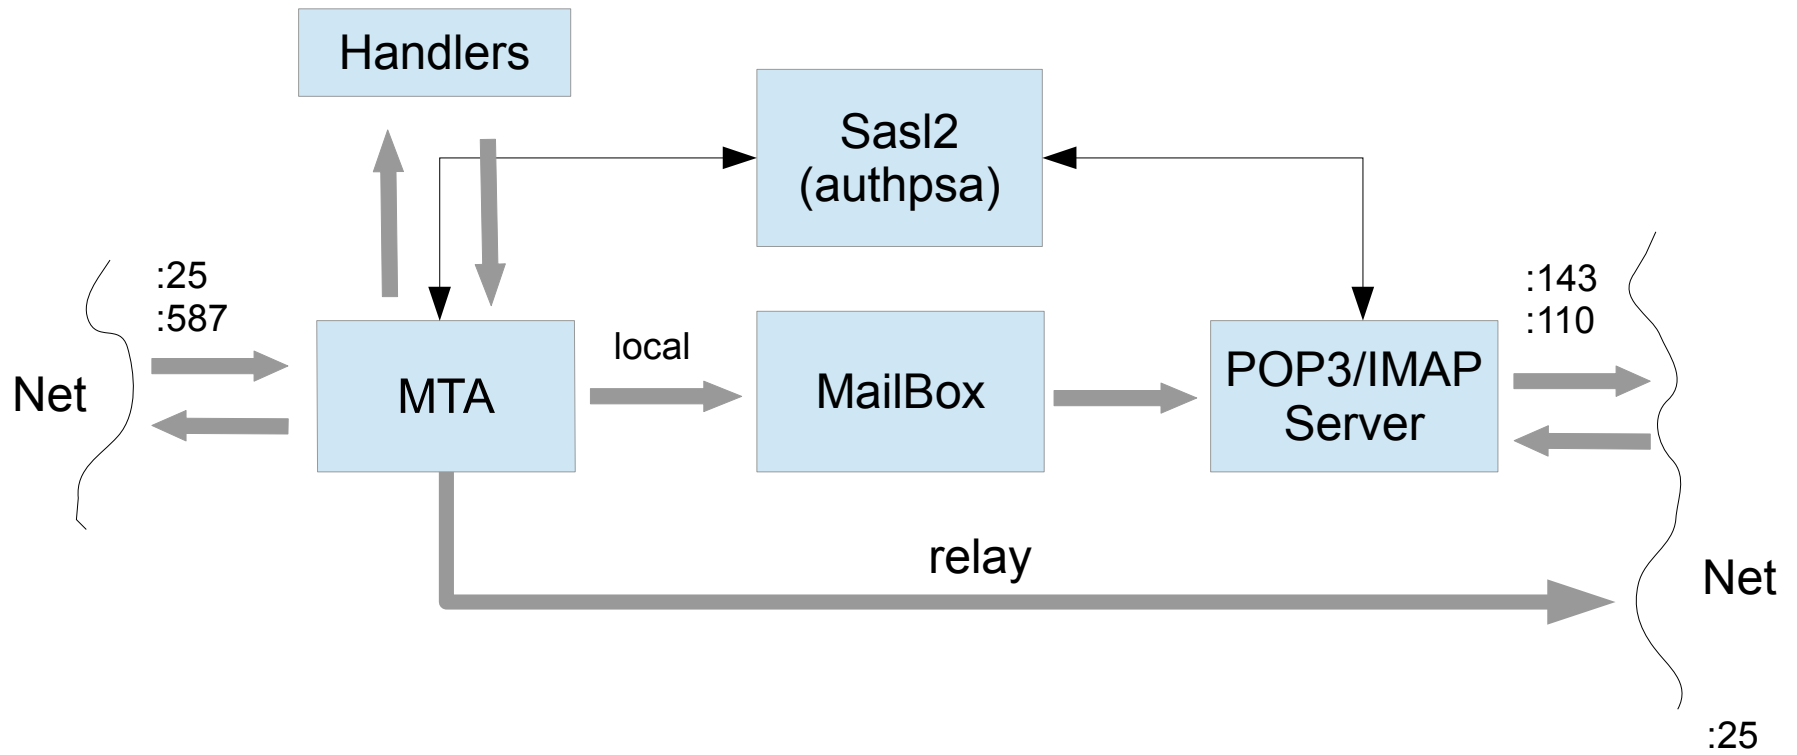 Handlers
Sasl2
(authpsa)
:25
:587
:143
:110
local
Net
MTA
MailBox
POP3/IMAP
Server
relay
Net
:25